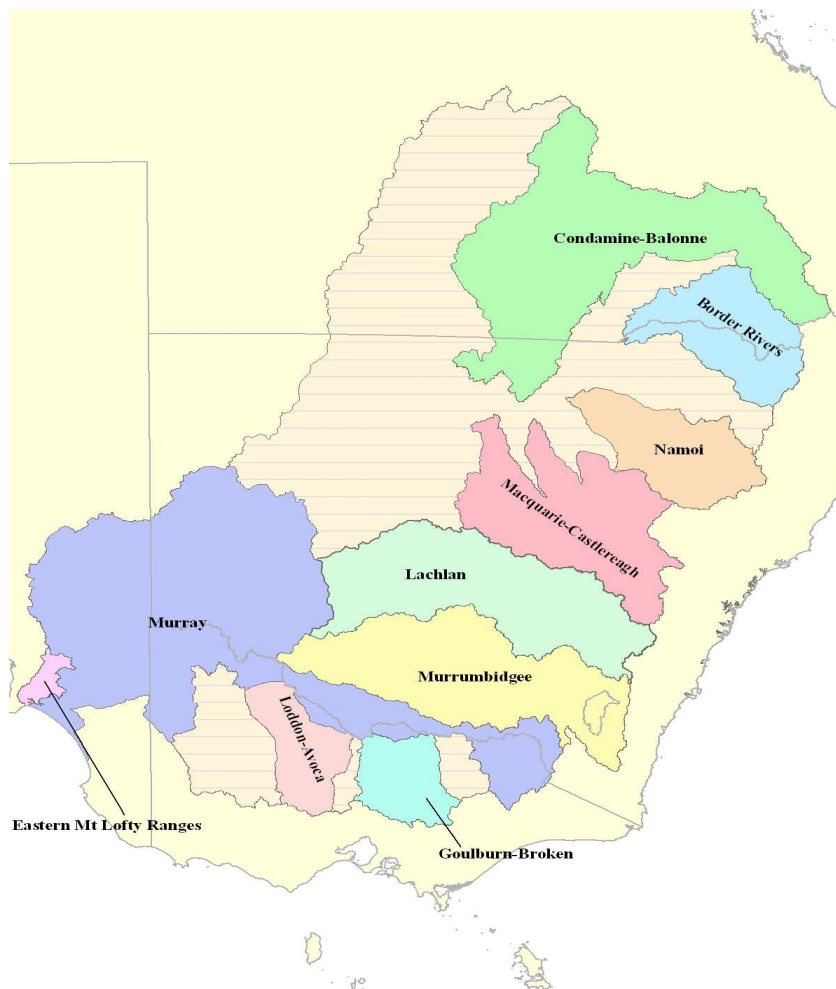 Condamine-Balonne
Border Rivers
Namoi
Macquarie-Castlereagh
Lachlan
Murray
Murrumbidgee
Loddon-Avoca
Eastern Mt Lofty Ranges
Goulburn-Broken